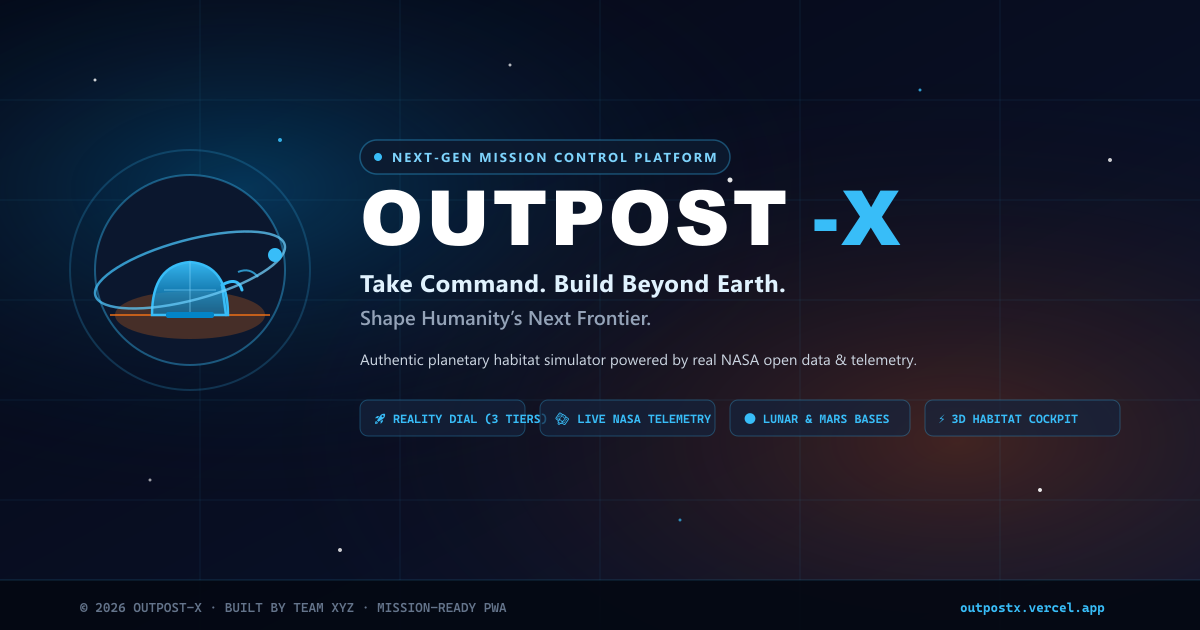 NEXT-GEN MISSION CONTROL PLATFORM
OUTPOST -X
Take Command. Build Beyond Earth.
Shape Humanity’s Next Frontier.
Authentic planetary habitat simulator powered by real NASA open data & telemetry.
REALITY DIAL (3 TIERS)
LIVE NASA TELEMETRY
LUNAR & MARS BASES
⚡ 3D HABITAT COCKPIT
© 2026 OUTPOST-X · BUILT BY TEAM XYZ · MISSION-READY PWA
outpostx.vercel.app